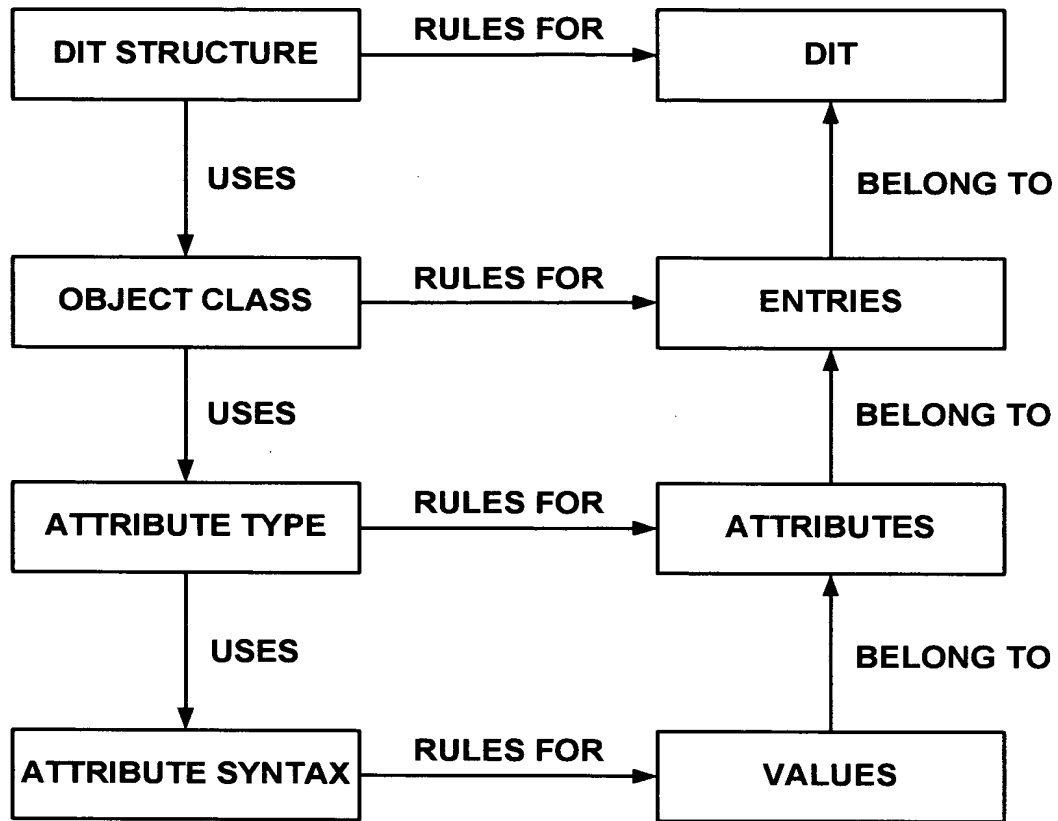 DIT STRUCTURE
RULES FOR
DIT
USES
BELONG TO
OBJECT CLASS
RULES FOR
ENTRIES
USES
BELONG TO
ATTRIBUTE TYPE
RULES FOR
ATTRIBUTES
USES
BELONG TO
ATTRIBUTE SYNTAX
RULES FOR
VALUES